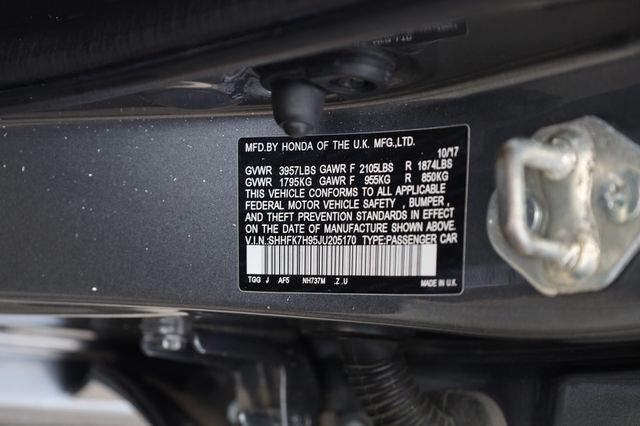 MFD.BY HONDA OF THE U.K. MFG.,LTD.
10/17
GVWR 3957LBS GAWR F 2105LBS R 1874LBS
GVWR 1795KG GAWR F 955KG R 850KG
THIS VEHICLE CONFORMS TO ALL APPLICABLE
FEDERAL MOTOR VEHICLE SAFETY , BUMPER ,
AND THEFT PREVENTION STANDARDS IN EFFECT
ON THE DATE OF MANUFACTURE SHOWN ABOVE.
V.I.N.:SHHFK7H95JU205170 TYPE:PASSENGER CAR
TGG J AF5 NH737M .Z .U
MADE IN U.K.